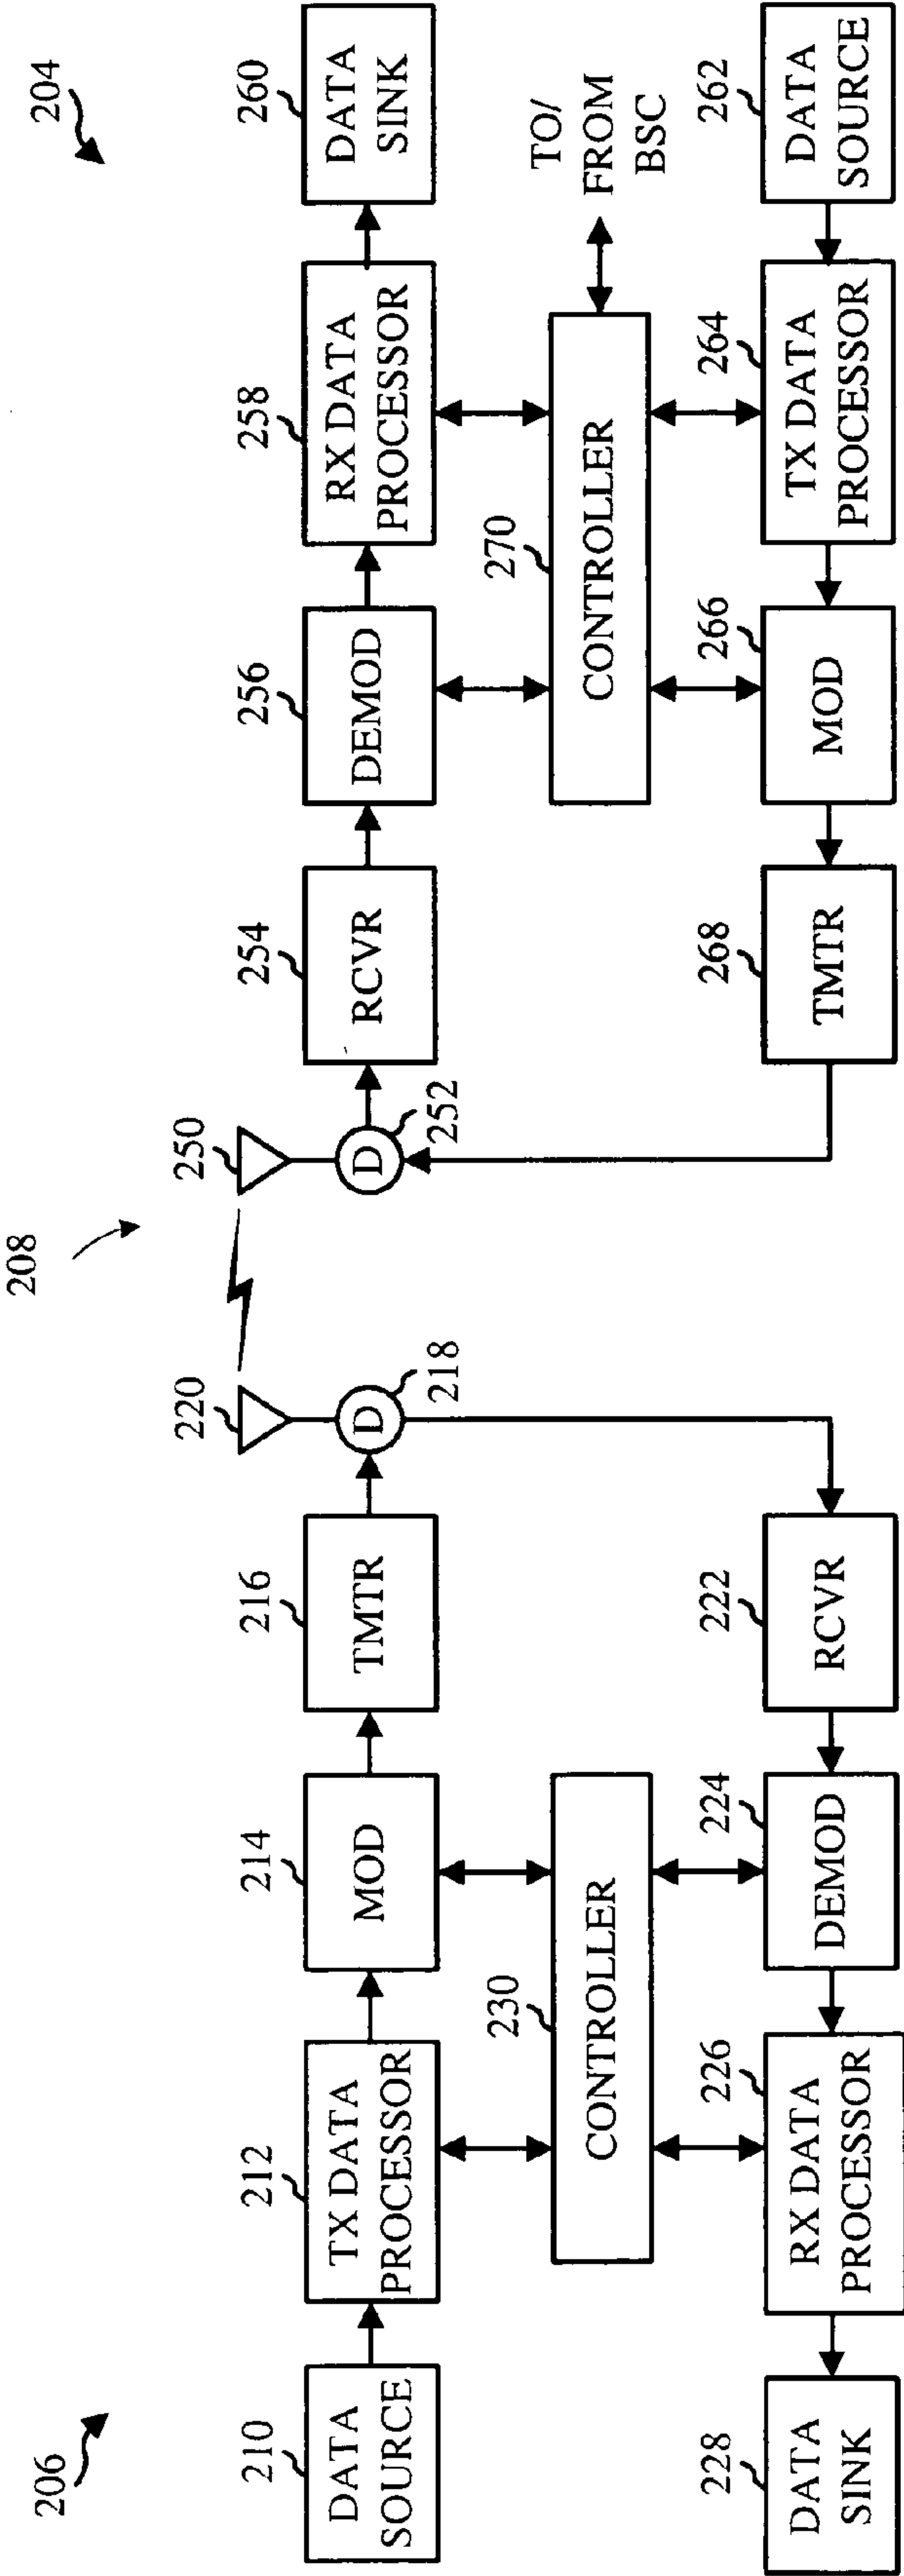 206
208
204
210
DATA
SOURCE
212
TX DATA
PROCESSOR
214
MOD
216
TMTR
220
D
218
250
D
252
254
RCVR
256
DEMOD
258
RX DATA
PROCESSOR
260
DATA
SINK
230
CONTROLLER
270
CONTROLLER
TO/
FROM
BSC
228
DATA
SINK
226
RX DATA
PROCESSOR
224
DEMOD
222
RCVR
268
TMTR
266
MOD
264
TX DATA
PROCESSOR
262
DATA
SOURCE